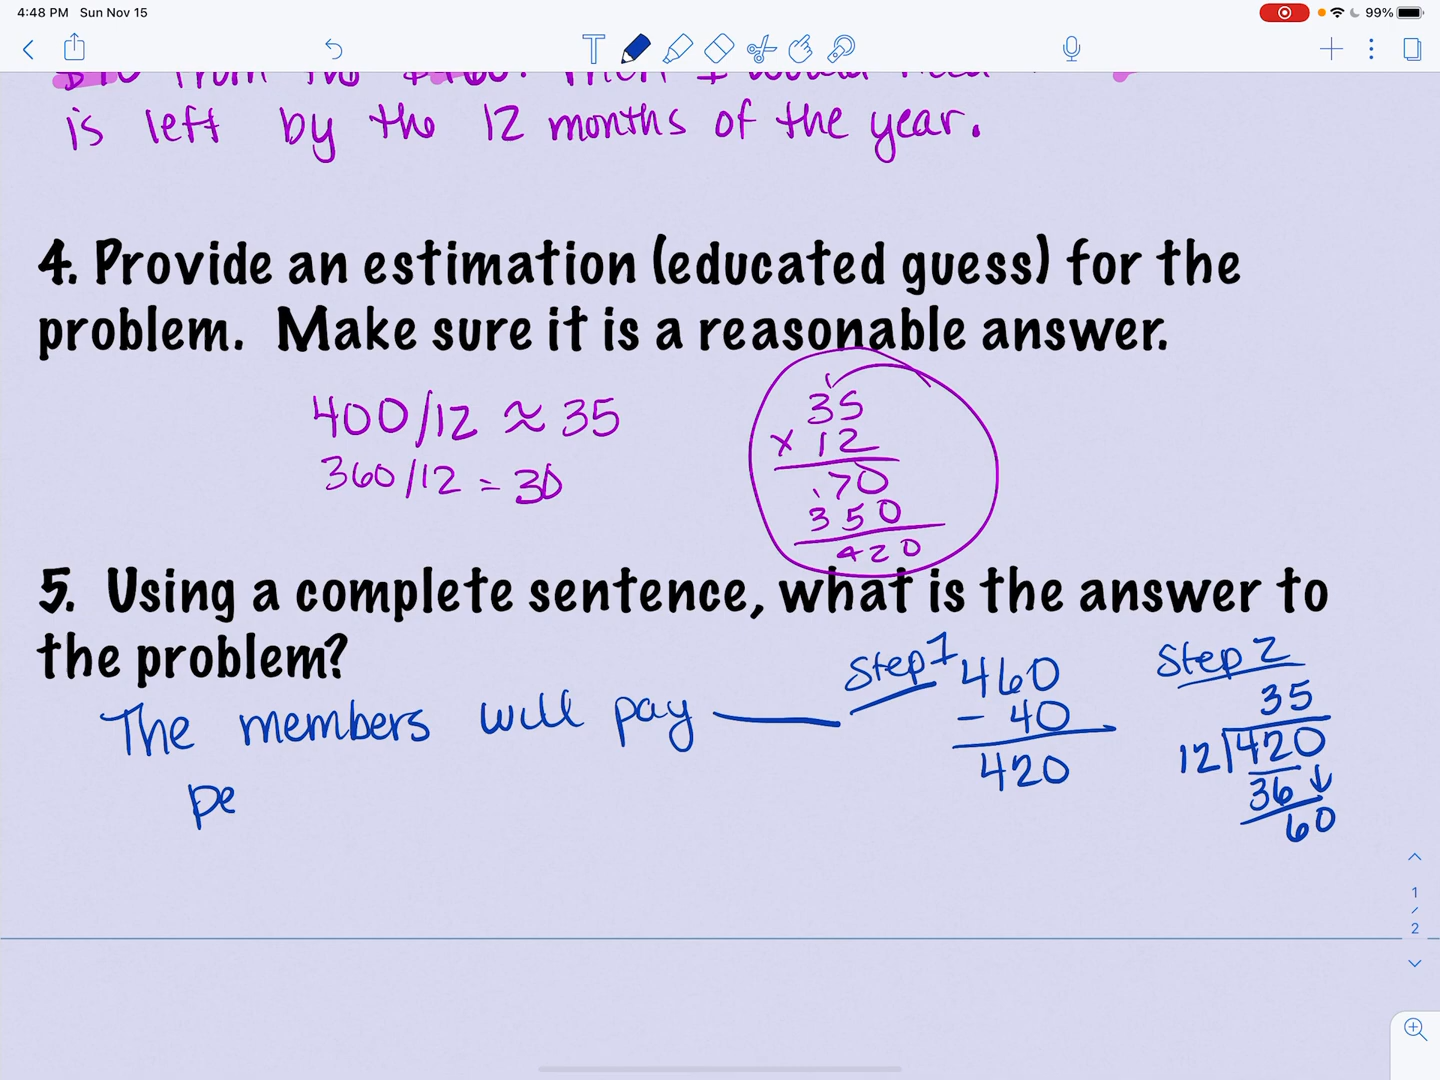 4:48 PM Sun Nov 15
99%
T
is left by the 12 months of the year.
4. Provide an estimation (educated guess) for the
problem. Make sure it is a reasonable answer.
400/12 ≈ 35
360/12 = 30
1
35
x 12
170
350
420
5. Using a complete sentence, what is the answer to
the problem?
The members will pay
pe
Step 1
460
- 40
420
Step 2
35
12 420
36
60
1
/
2